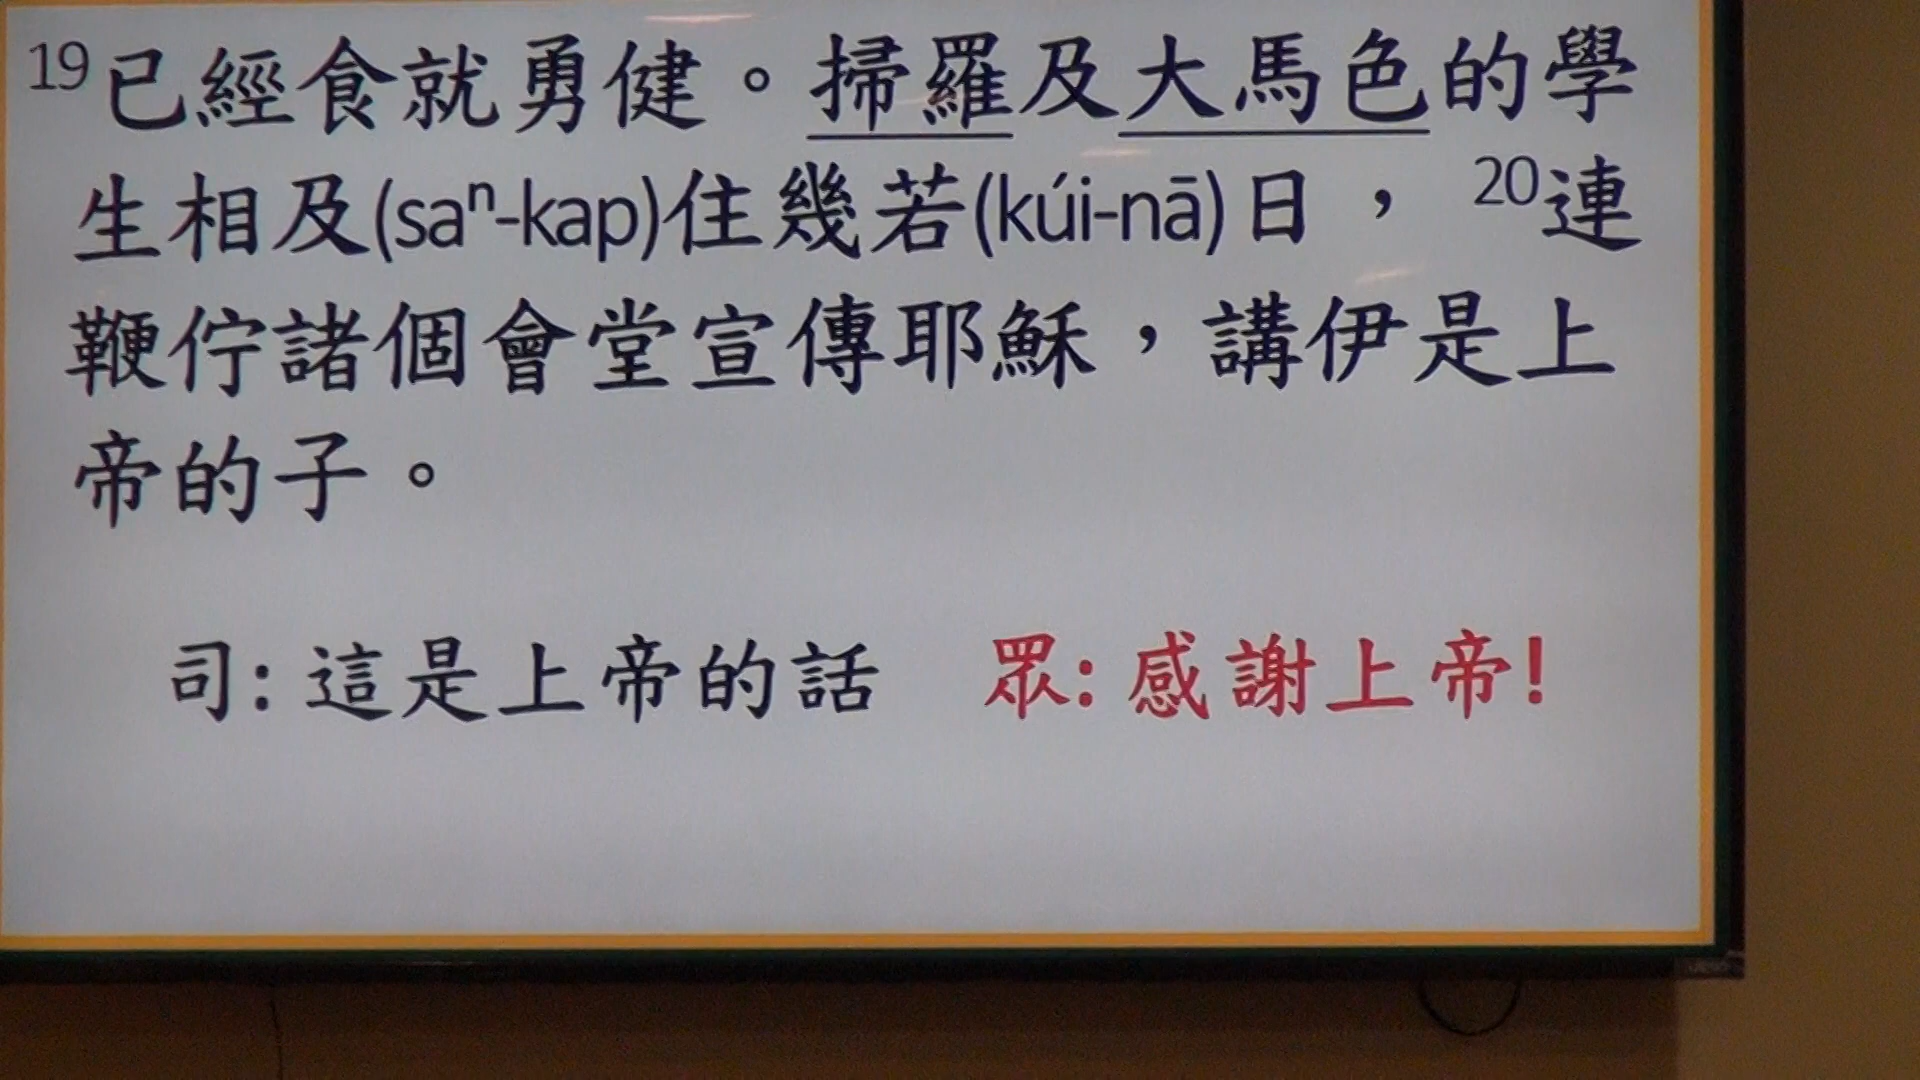 19已經食就勇健。掃羅及大馬色的學
生相及(saⁿ-kap)住幾若(kúi-nā)日，20連
鞭佇諸個會堂宣傳耶穌，講伊是上
帝的子。
司: 這是上帝的話 眾: 感謝上帝!